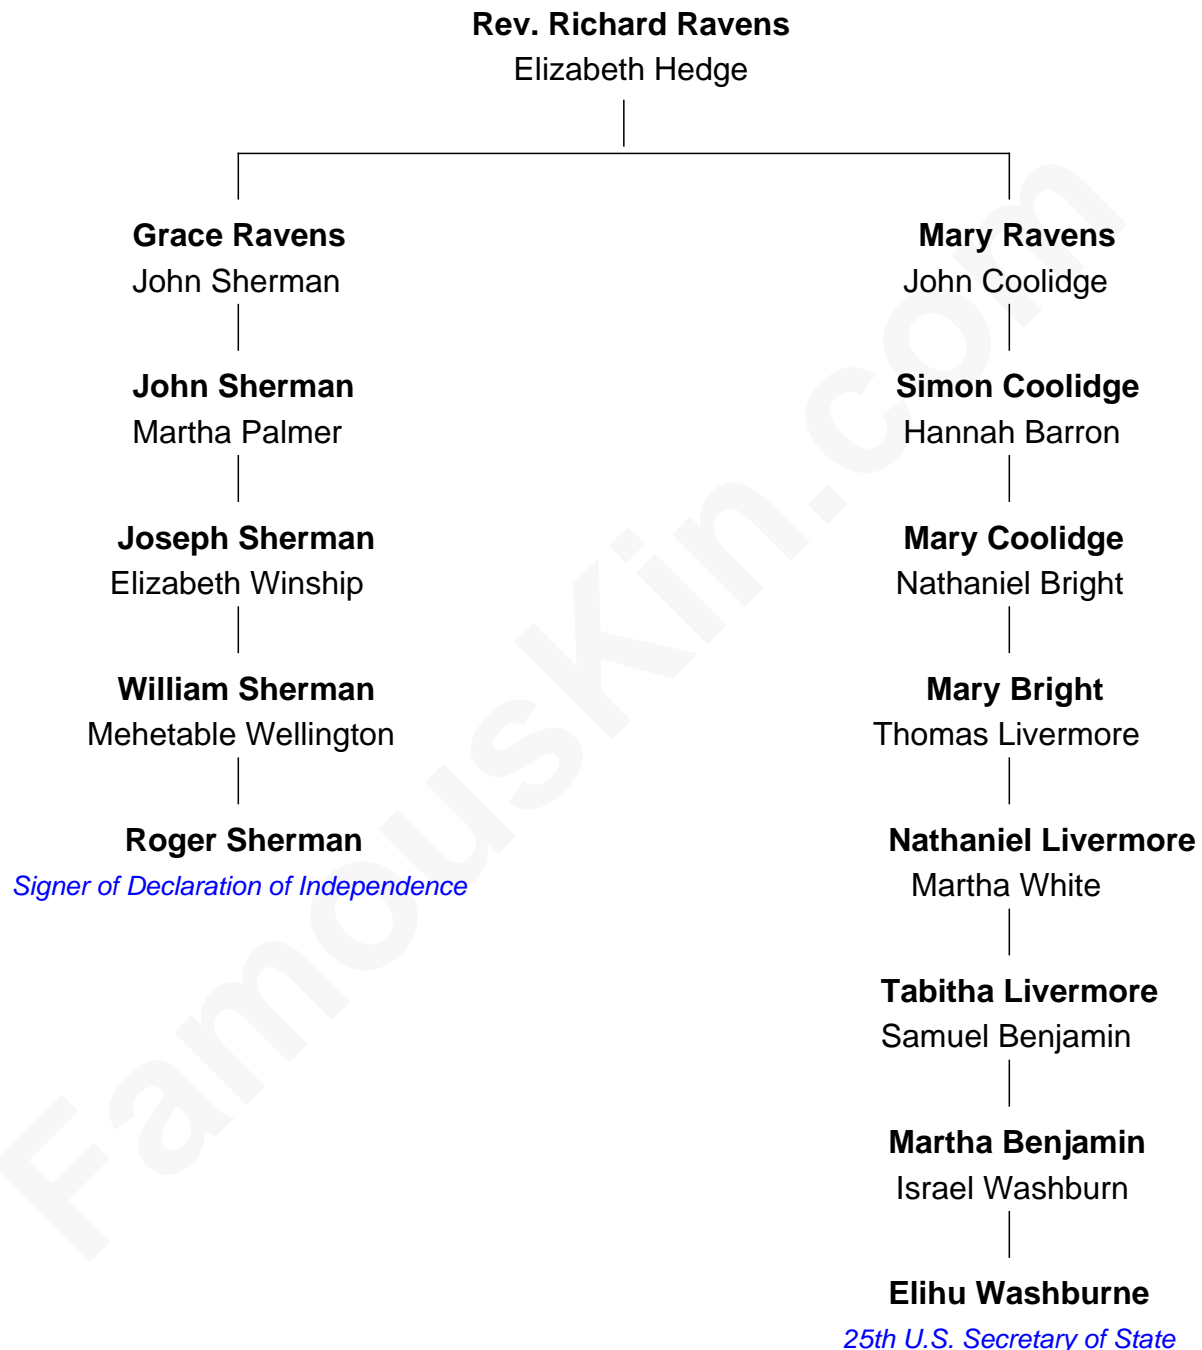 Rev. Richard Ravens
Elizabeth Hedge
Grace Ravens
John Sherman
John Sherman
Martha Palmer
Joseph Sherman
Elizabeth Winship
William Sherman
Mehetable Wellington
Roger Sherman
Signer of Declaration of Independence
Mary Ravens
John Coolidge
Simon Coolidge
Hannah Barron
Mary Coolidge
Nathaniel Bright
Mary Bright
Thomas Livermore
Nathaniel Livermore
Martha White
Tabitha Livermore
Samuel Benjamin
Martha Benjamin
Israel Washburn
Elihu Washburne
25th U.S. Secretary of State
FamousKin.com